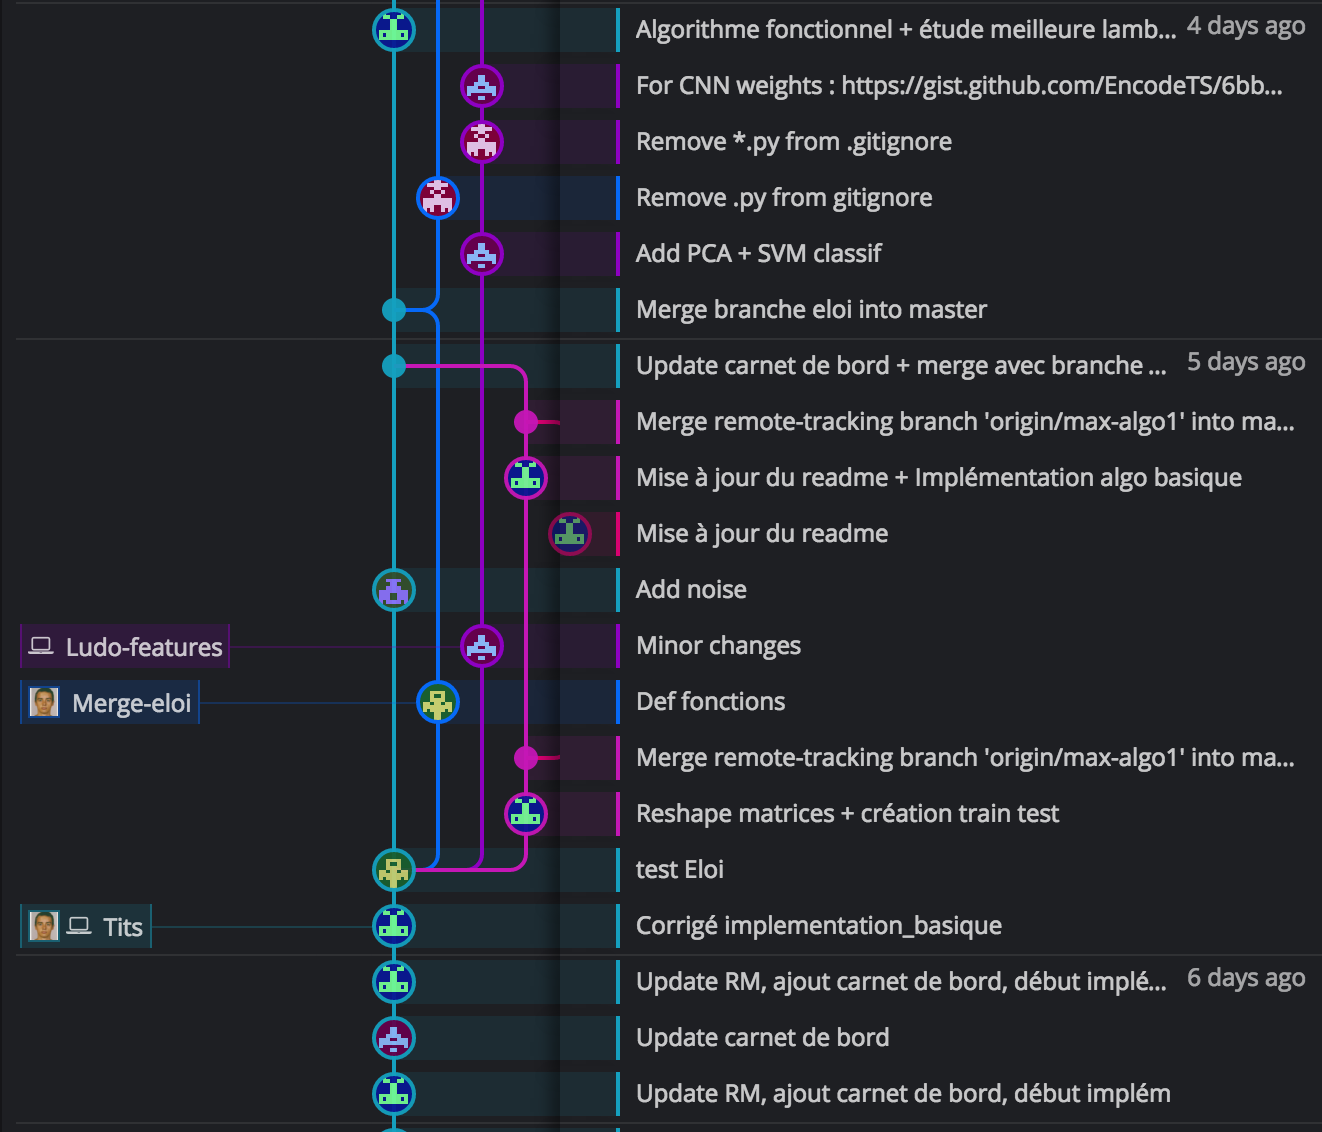 Algorithme fonctionnel + étude meilleure lamb... 4 days ago
For CNN weights : https://gist.github.com/EncodeTS/6bb...
Remove *.py from .gitignore
Remove .py from gitignore
Add PCA + SVM classif
Merge branche eloi into master
Update carnet de bord + merge avec branche ... 5 days ago
Merge remote-tracking branch 'origin/max-algo1' into ma...
Mise à jour du readme + Implémentation algo basique
Mise à jour du readme
Add noise
Ludo-features Minor changes
Merge-eloi Def fonctions
Merge remote-tracking branch 'origin/max-algo1' into ma...
Reshape matrices + création train test
test Eloi
Tits Corrigé implementation_basique
Update RM, ajout carnet de bord, début implé... 6 days ago
Update carnet de bord
Update RM, ajout carnet de bord, début implém